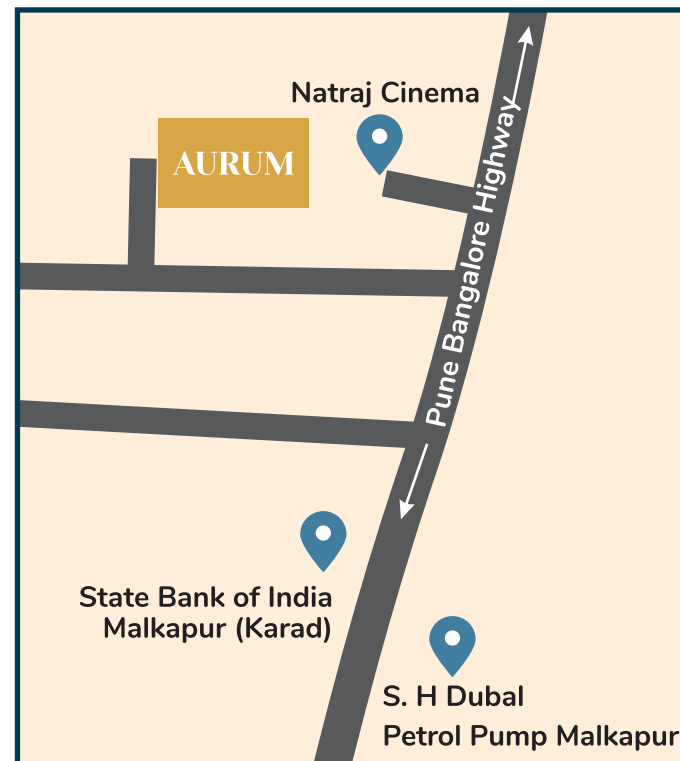 Natraj Cinema
AURUM
Pune Bangalore Highway
State Bank of India
Malkapur (Karad)
S. H Dubal
Petrol Pump Malkapur